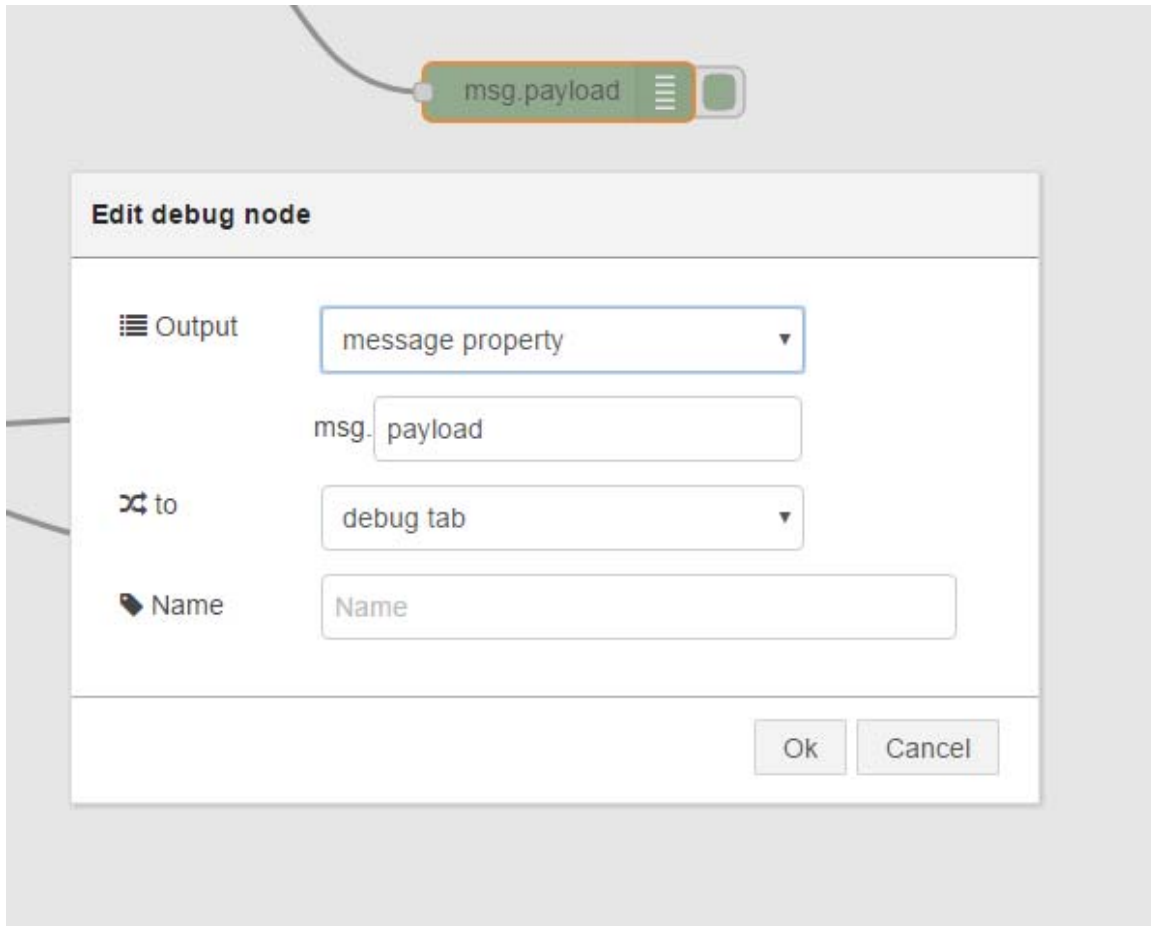 msg.payload
Edit debug node
Output
message property
msg.
payload
to
debug tab
Name
Name
Ok
Cancel